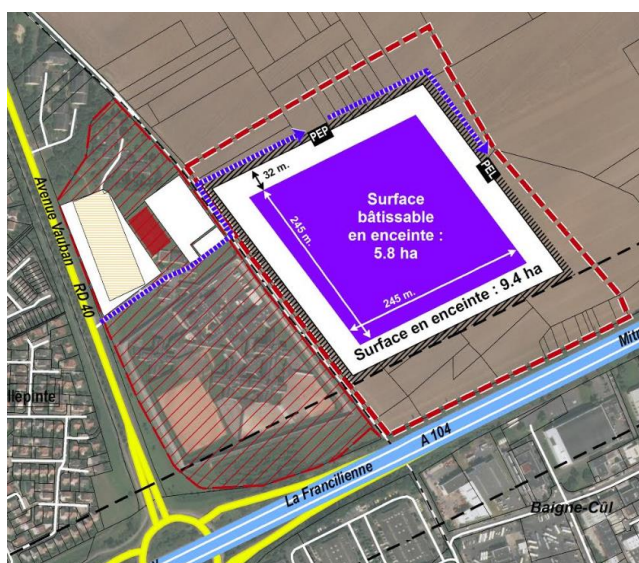 PEP
PEL
32 m.
Surface
bâtissable
en enceinte :
5.8 ha
245 m.
245 m.
Surface en enceinte : 9.4 ha
Avenue Vauban
RD 40
llepinte
Mitr
A 104
La Francilienne
Baigne-Cûl